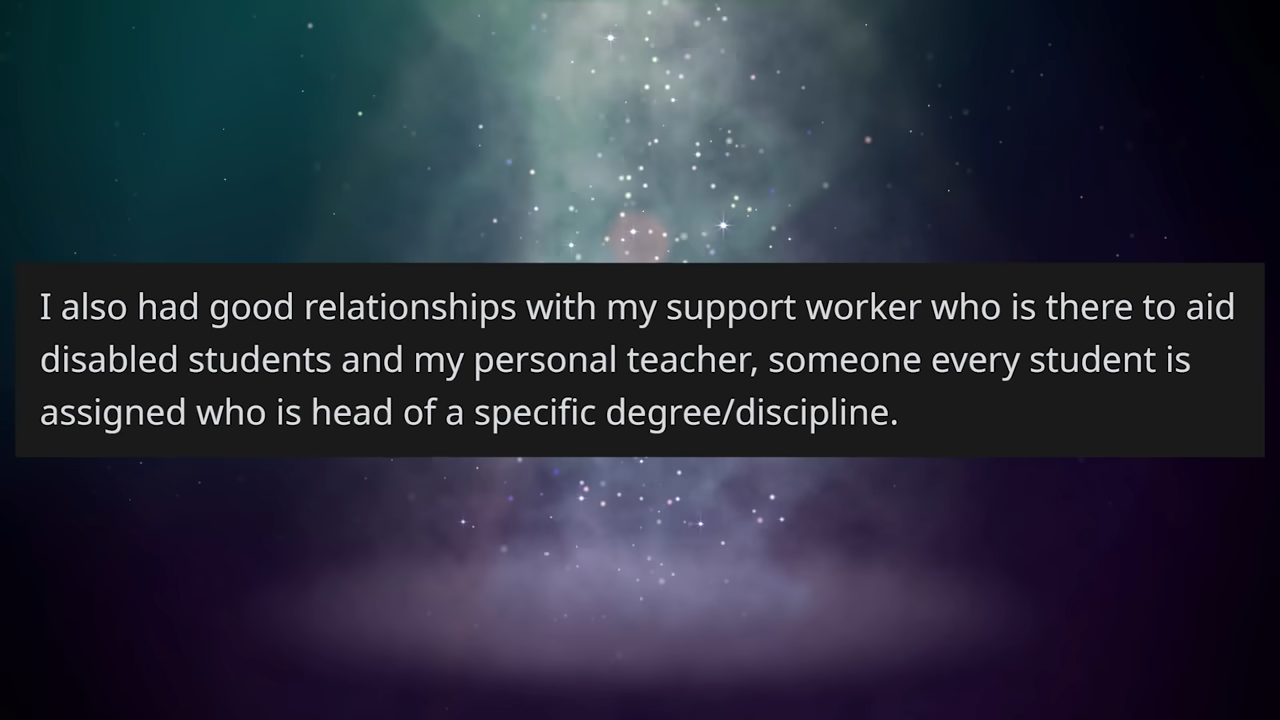 I also had good relationships with my support worker who is there to aid
disabled students and my personal teacher, someone every student is
assigned who is head of a specific degree/discipline.